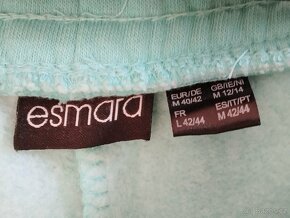 esmara
EUR/DE
M 40/42
FR
L 42/44
GB/IE/NI
M 12/14
ES/IT/PT
M 42/44